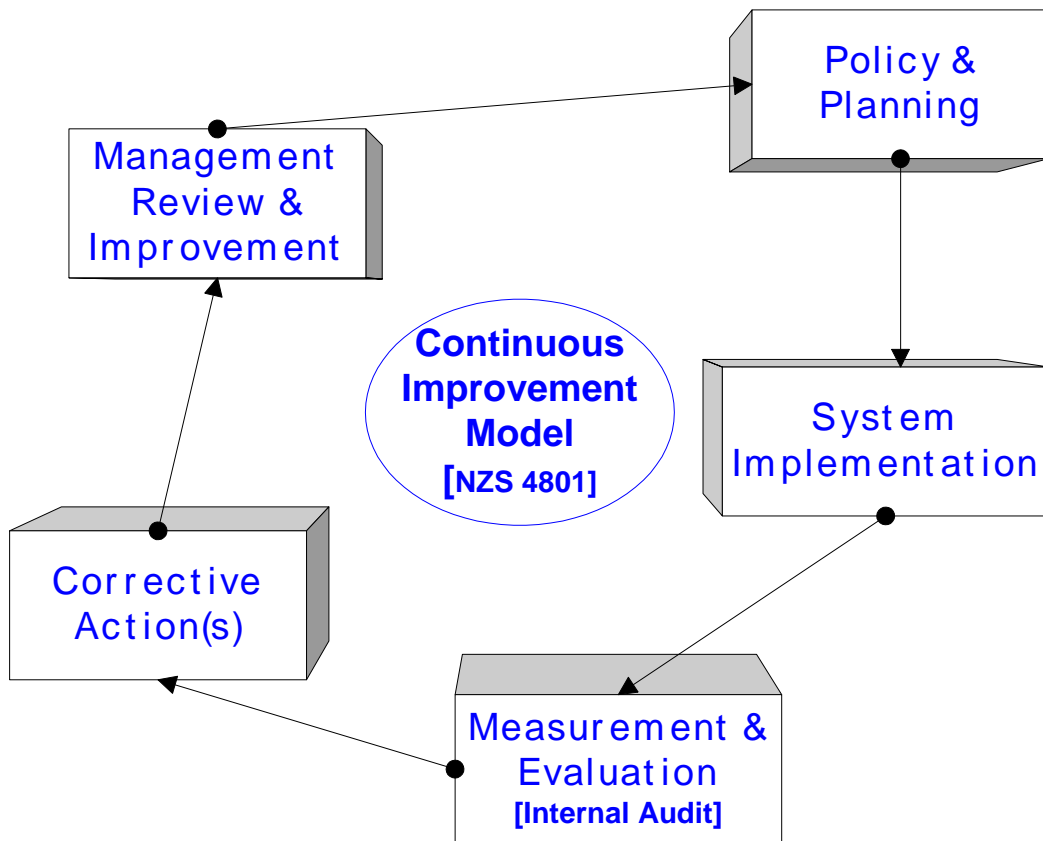 Policy &
Planning
Management
Review &
Improvement
Continuous
Improvement
Model
[NZS 4801]
System
Implementation
Corrective
Action(s)
Measurement &
Evaluation
[Internal Audit]